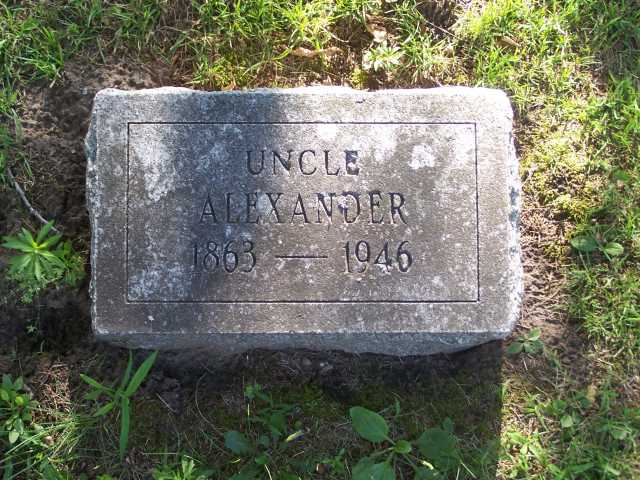 UNCLE
ALEXANDER
1863 — 1946